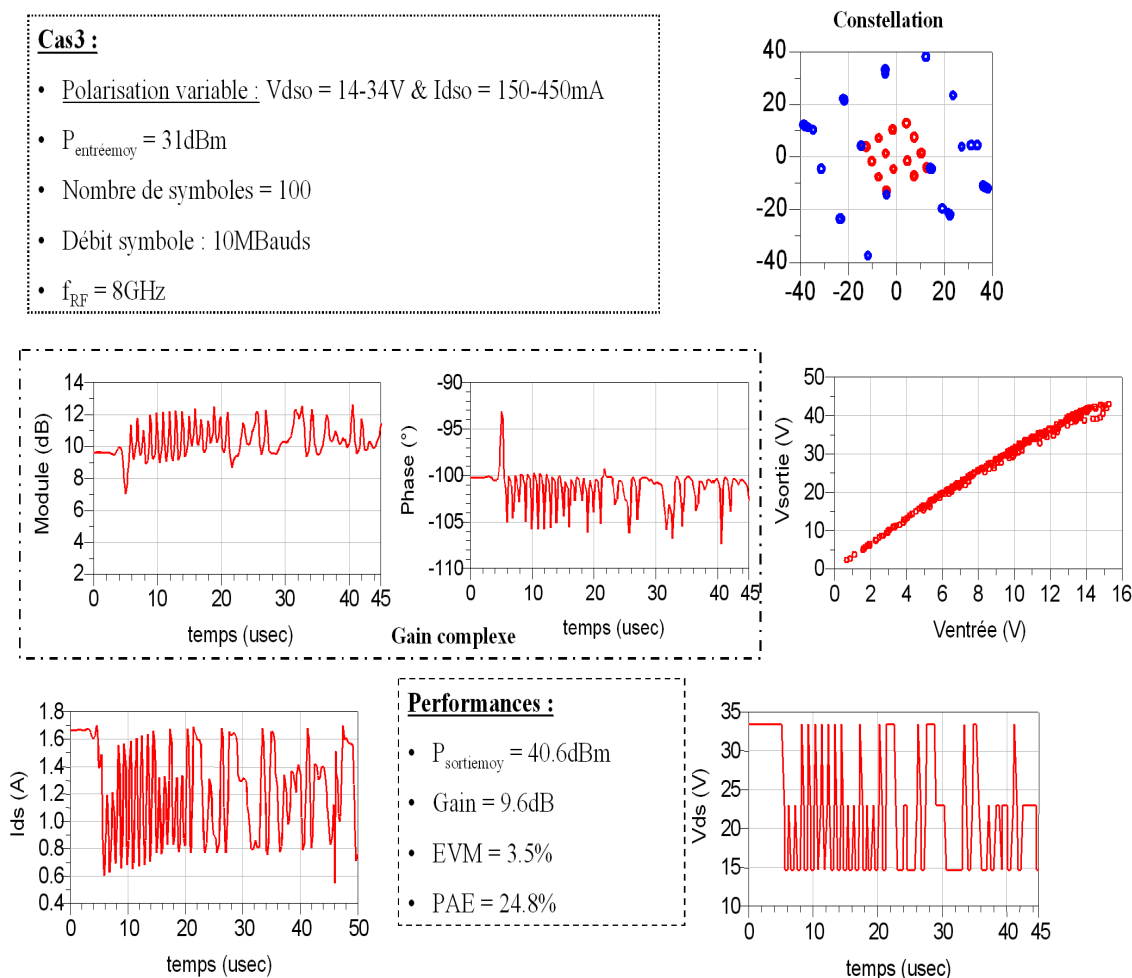 Cas3 :
• Polarisation variable : Vdso = 14-34V & Idso = 150-450mA
• Pentréemoy = 31dBm
• Nombre de symboles = 100
• Débit symbole : 10MBauds
• fRF = 8GHz
Constellation
40
20
0
-20
-40
-40 -20 0 20 40
14
12
10
8
6
4
2
Module (dB)
0 10 20 30 40 45
temps (usec)
-90
-95
-100
-105
-110
Phase (°)
0 10 20 30 40 45
temps (usec)
Gain complexe
50
40
30
20
10
0
Vsortie (V)
0 2 4 6 8 10 12 14 16
Ventrée (V)
1.8
1.6
1.4
1.2
1.0
0.8
0.6
0.4
Ids (A)
0 10 20 30 40 50
temps (usec)
Performances :
• Psortiemoy = 40.6dBm
• Gain = 9.6dB
• EVM = 3.5%
• PAE = 24.8%
35
30
25
20
15
10
Vds (V)
0 10 20 30 40 45
temps (usec)